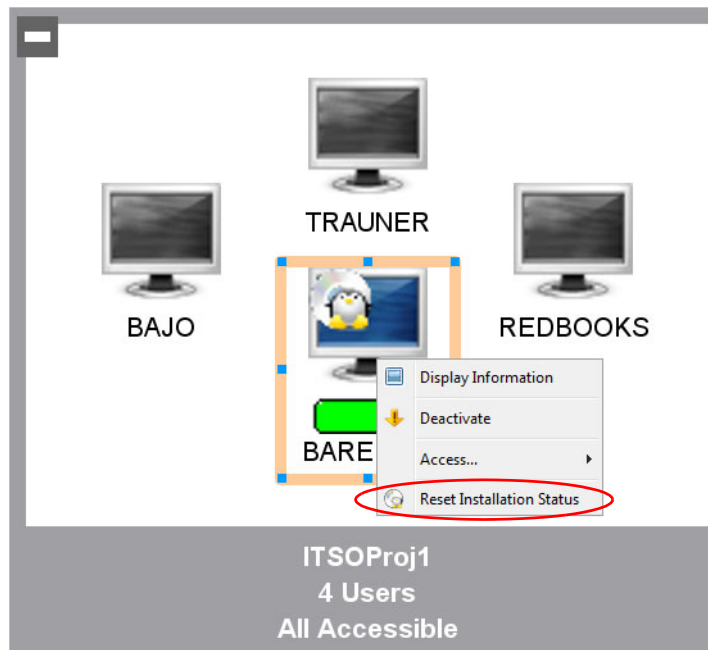 TRAUNER
BAJO
REDBOOKS
BARE
Display Information
Deactivate
Access...
Reset Installation Status
ITSOProj1
4 Users
All Accessible